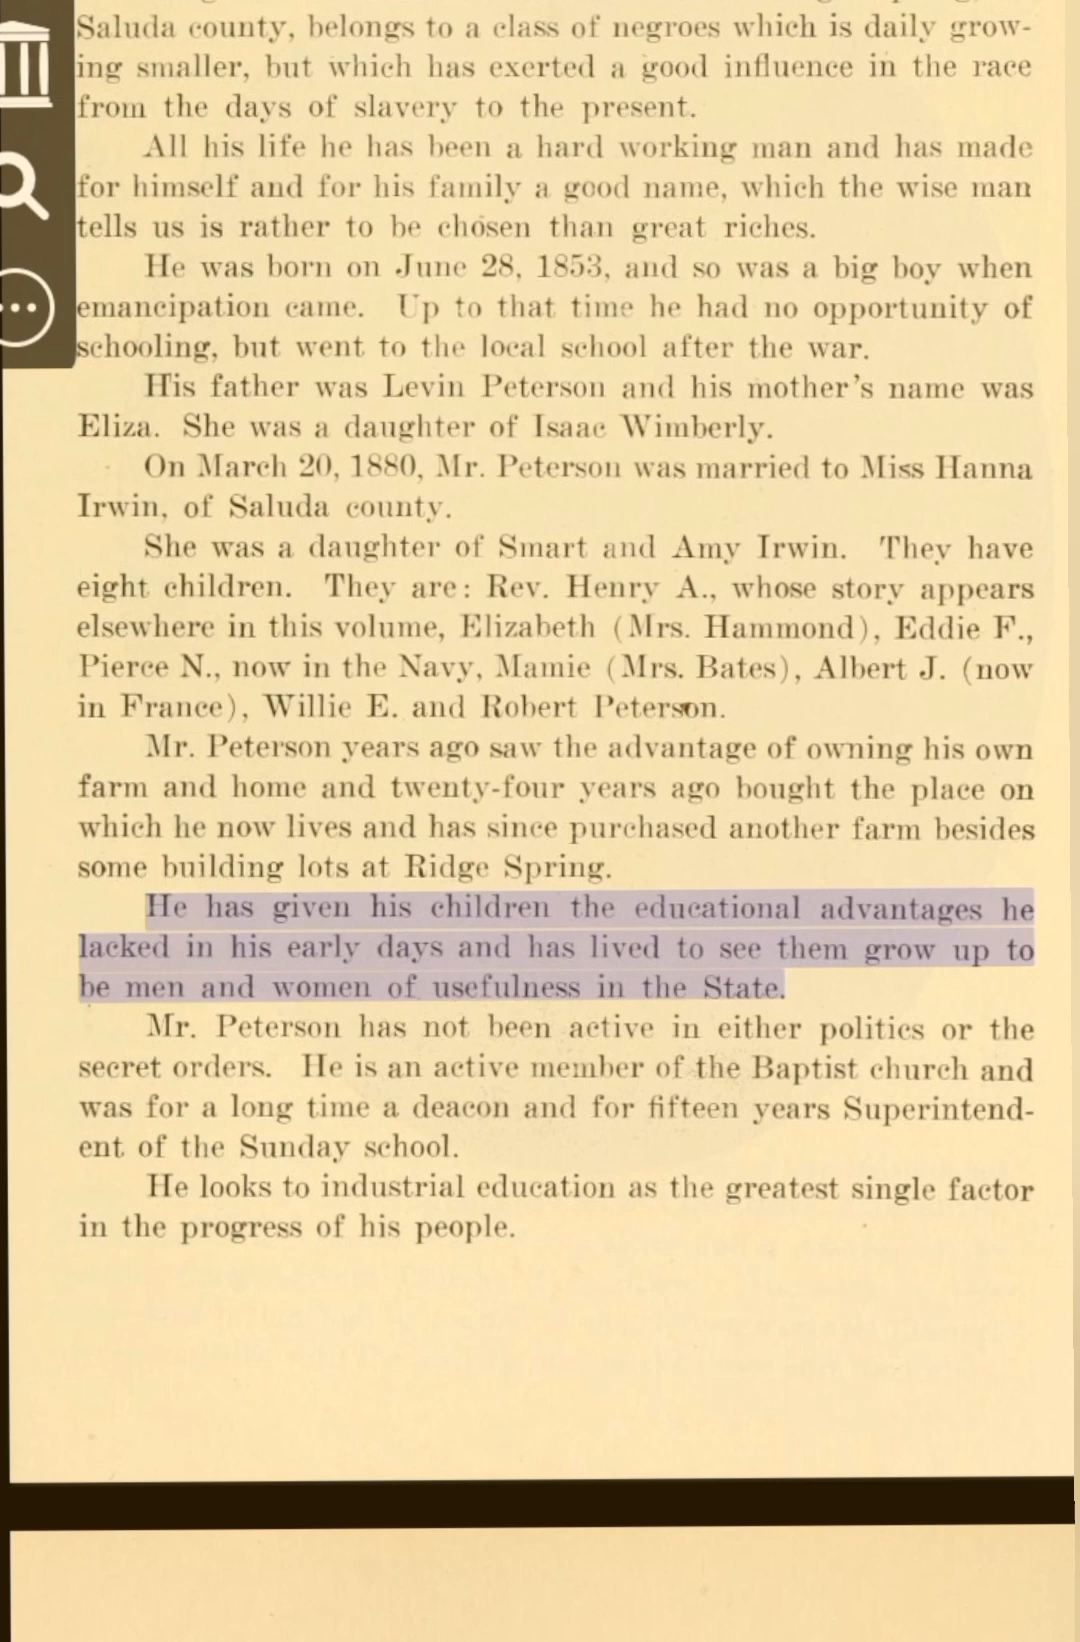 Saluda county, belongs to a class of negroes which is daily grow-
ing smaller, but which has exerted a good influence in the race
from the days of slavery to the present.
All his life he has been a hard working man and has made
for himself and for his family a good name, which the wise man
tells us is rather to be chosen than great riches.
He was born on June 28, 1853, and so was a big boy when
emancipation came. Up to that time he had no opportunity of
schooling, but went to the local school after the war.
His father was Levin Peterson and his mother's name was
Eliza. She was a daughter of Isaac Wimberly.
On March 20, 1880, Mr. Peterson was married to Miss Hanna
Irwin, of Saluda county.
She was a daughter of Smart and Amy Irwin. They have
eight children. They are: Rev. Henry A., whose story appears
elsewhere in this volume, Elizabeth (Mrs. Hammond), Eddie F.,
Pierce N., now in the Navy, Mamie (Mrs. Bates), Albert J. (now
in France), Willie E. and Robert Peterson.
Mr. Peterson years ago saw the advantage of owning his own
farm and home and twenty-four years ago bought the place on
which he now lives and has since purchased another farm besides
some building lots at Ridge Spring.
He has given his children the educational advantages he
lacked in his early days and has lived to see them grow up to
be men and women of usefulness in the State.
Mr. Peterson has not been active in either politics or the
secret orders. He is an active member of the Baptist church and
was for a long time a deacon and for fifteen years Superintend-
ent of the Sunday school.
He looks to industrial education as the greatest single factor
in the progress of his people.